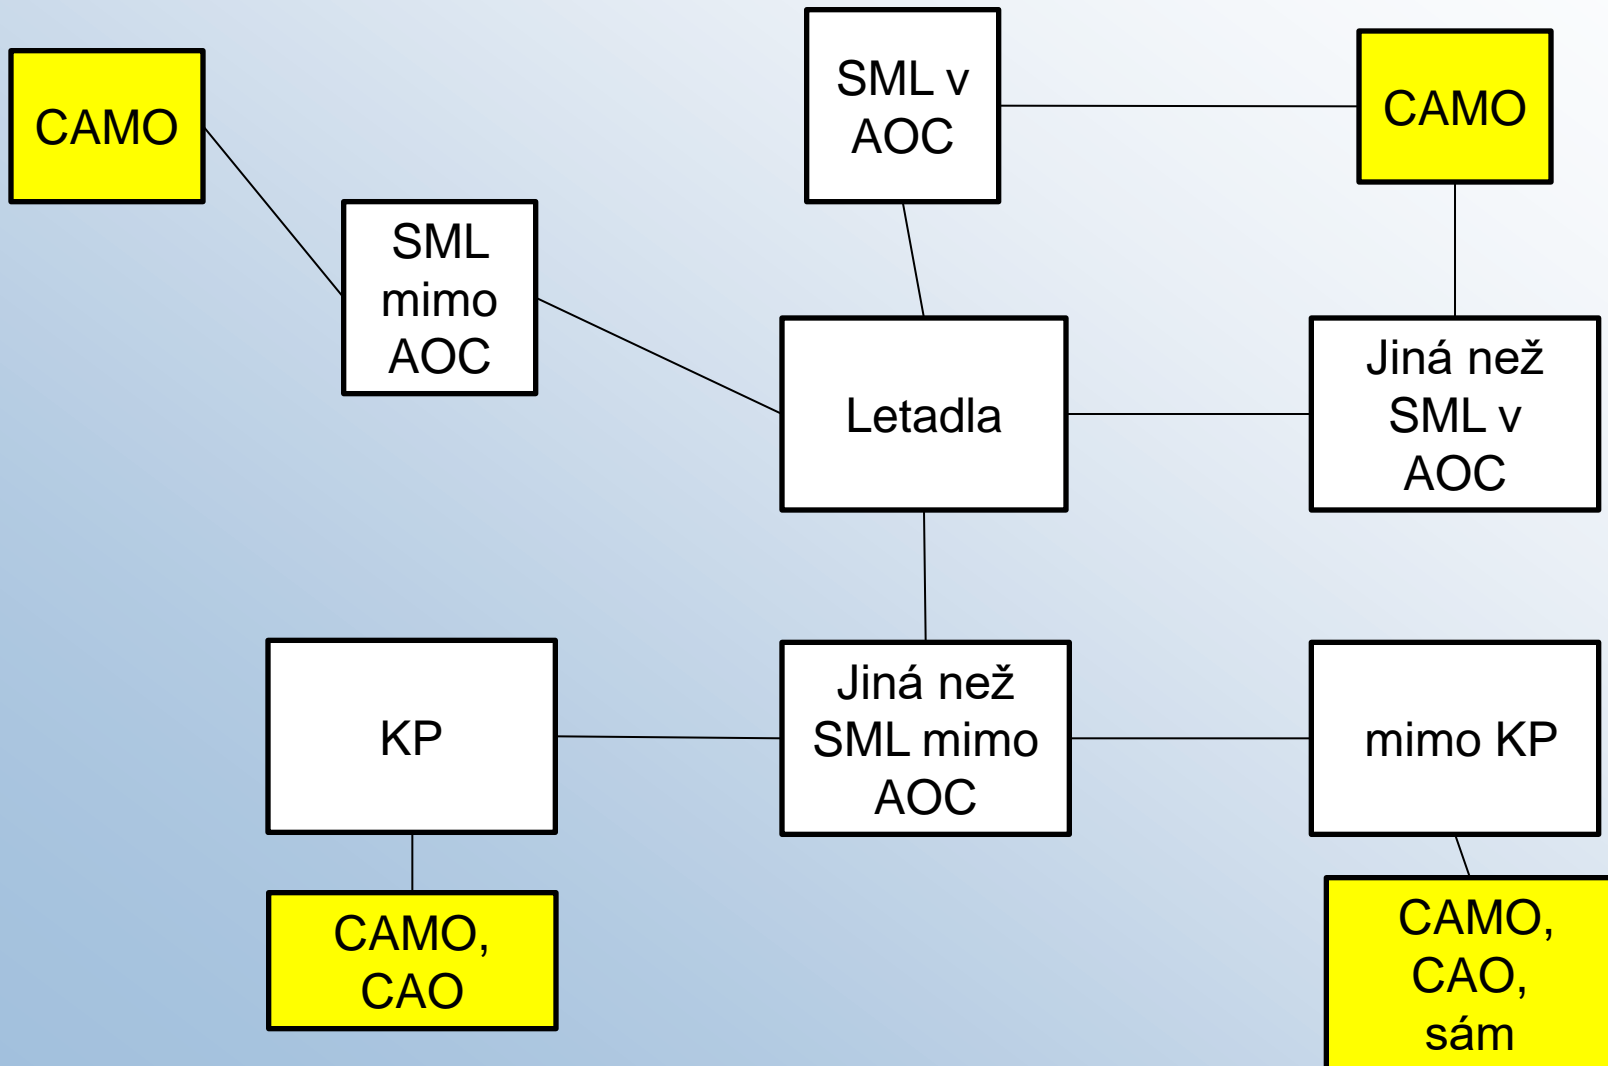 CAMO
SML v
AOC
CAMO
SML
mimo
AOC
Letadla
Jiná než
SML v
AOC
KP
Jiná než
SML mimo
AOC
mimo KP
CAMO,
CAO
CAMO,
CAO,
sám